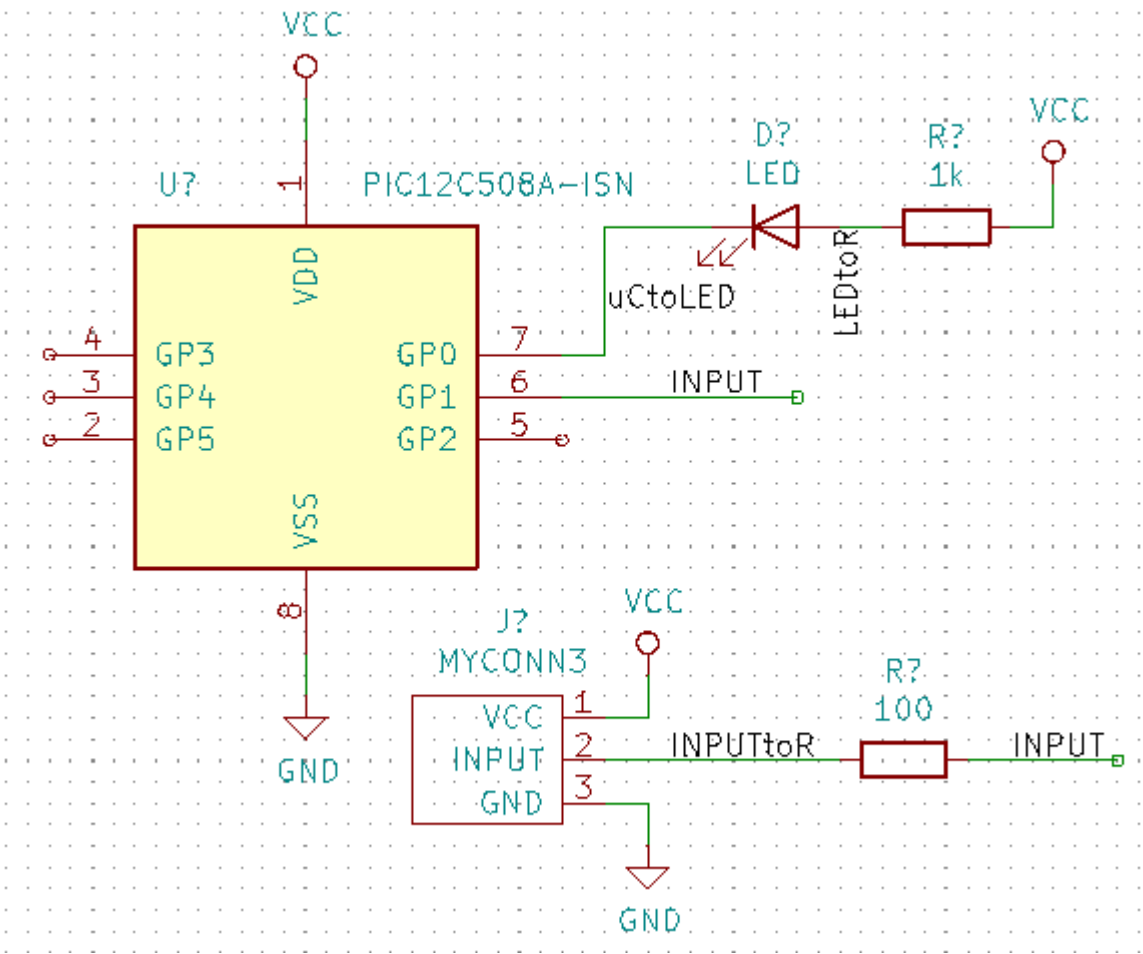 VCC
VCC
D?
R?
LED
1k
U?
1
PIC12C508A-ISN
VDD
LEDtoR
uCtoLED
4
GP3
GP0
7
3
GP4
GP1
6
INPUT
2
GP5
GP2
5
VSS
8
GND
VCC
J?
MYCONN3
R?
100
VCC
1
INPUT
2
INPUTtoR
INPUT
GND
3
GND